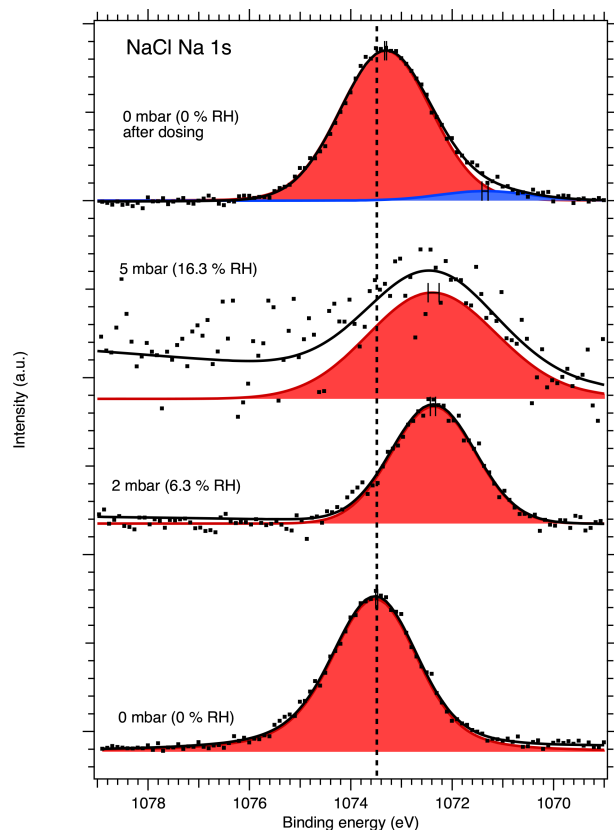 NaCl Na 1s
0 mbar (0 % RH)
after dosing
5 mbar (16.3 % RH)
2 mbar (6.3 % RH)
0 mbar (0 % RH)
Intensity (a.u.)
1078 1076 1074 1072 1070
Binding energy (eV)